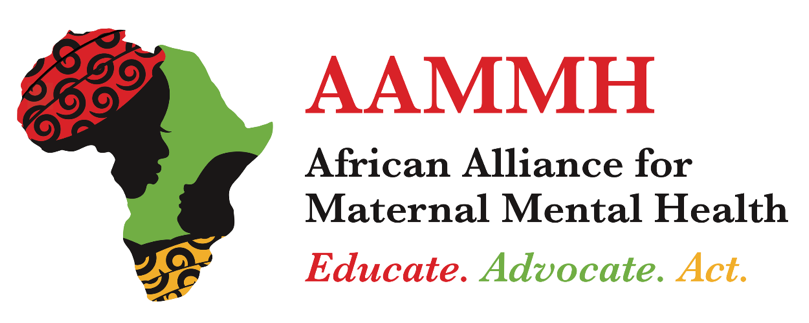 AAMMH
African Alliance for
Maternal Mental Health
Educate. Advocate. Act.